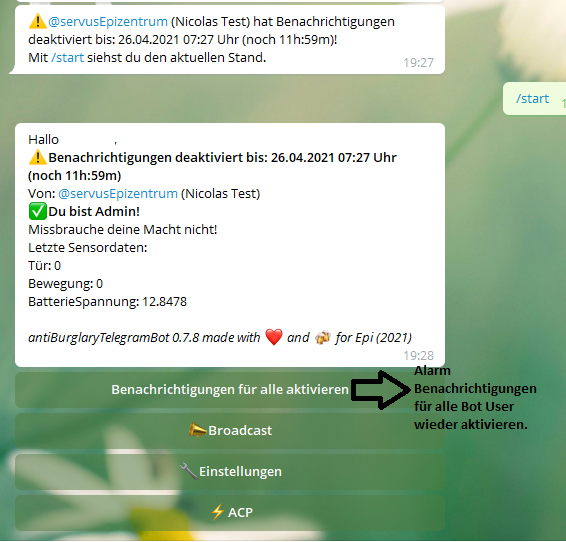 ⚠️@servusEpizentrum (Nicolas Test) hat Benachrichtigungen
deaktiviert bis: 26.04.2021 07:27 Uhr (noch 11h:59m)!
Mit /start siehst du den aktuellen Stand.
19:27
/start
Hallo ,
⚠️Benachrichtigungen deaktiviert bis: 26.04.2021 07:27 Uhr
(noch 11h:59m)
Von: @servusEpizentrum (Nicolas Test)
✅Du bist Admin!
Missbrauche deine Macht nicht!
Letzte Sensordaten:
Tür: 0
Bewegung: 0
BatterieSpannung: 12.8478
antiBurglaryTelegramBot 0.7.8 made with ❤️ and 🍻 for Epi (2021)
19:28
Benachrichtigungen für alle aktivieren
Alarm
Benachrichtigungen
für alle Bot User
wieder aktivieren.
📣Broadcast
🔧Einstellungen
⚡ACP